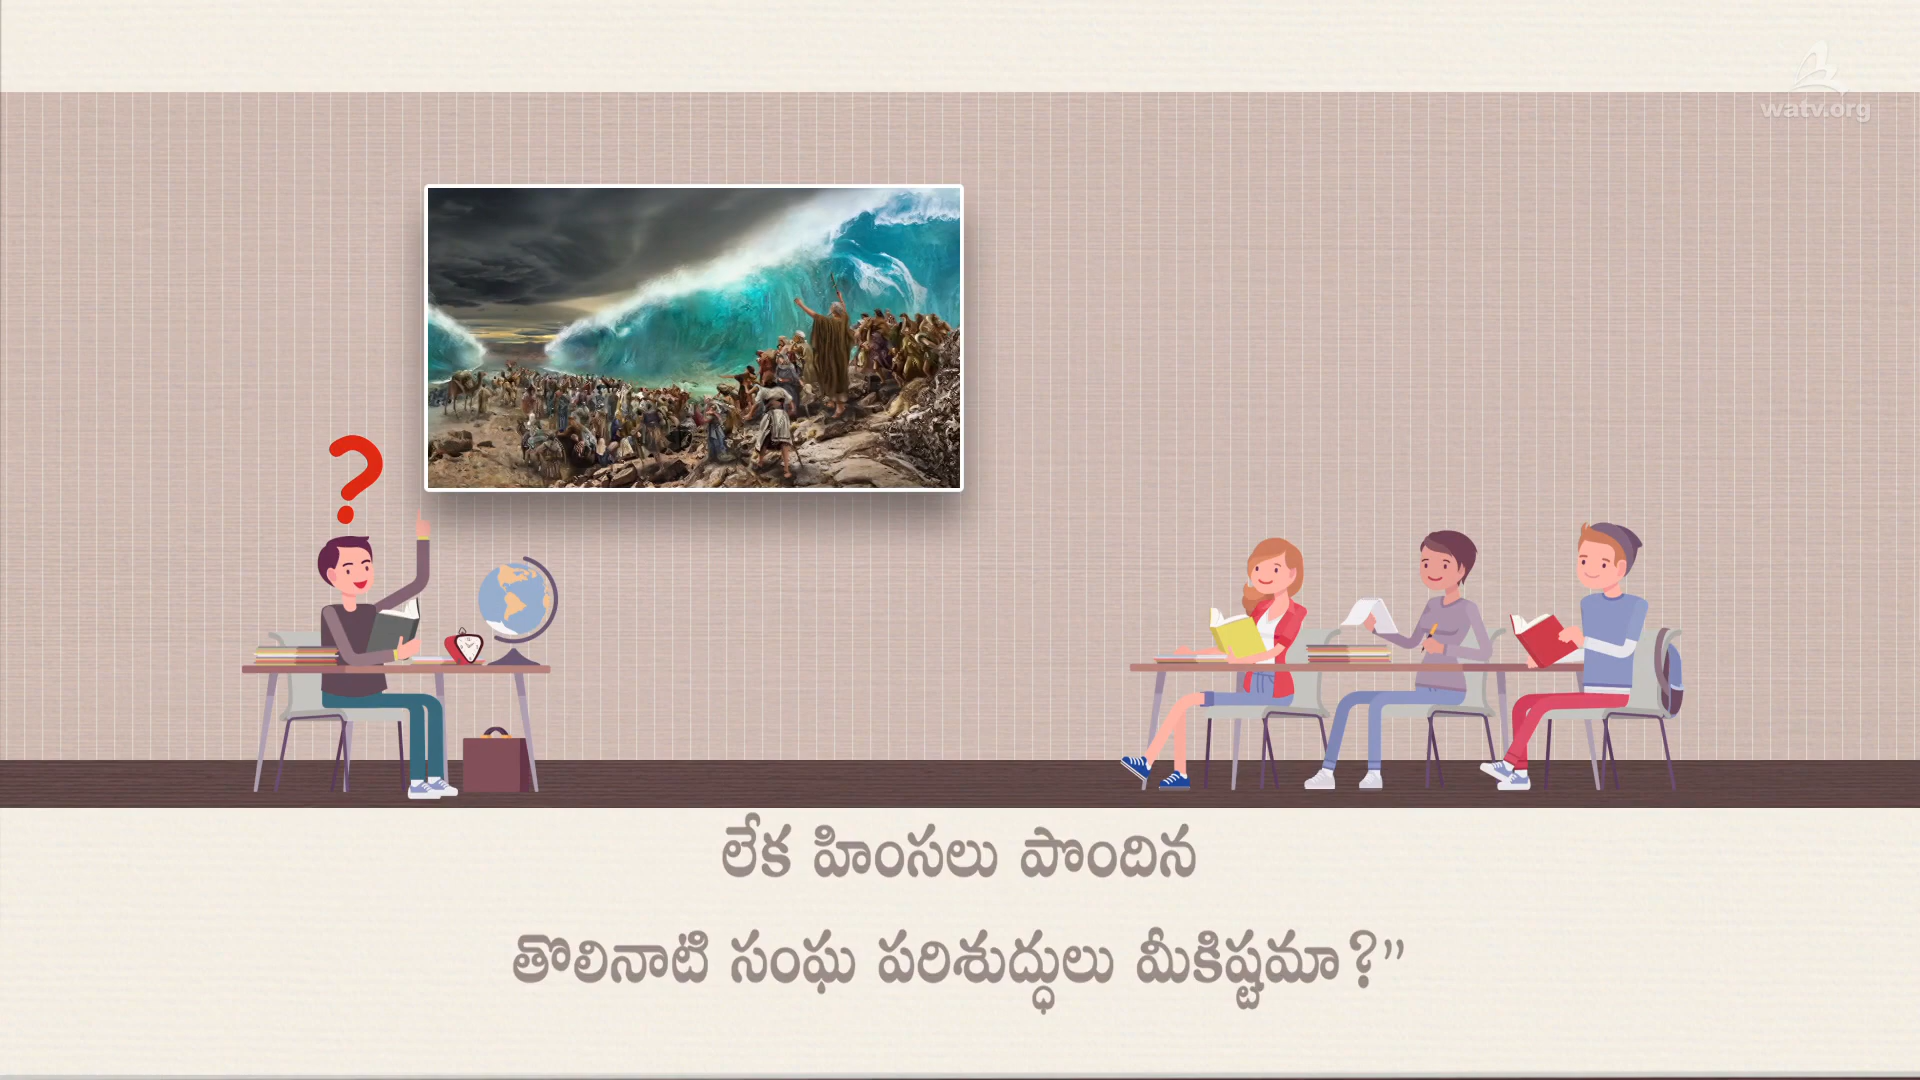 watv.org
?
లేక హింసలు పొందిన
తొలినాటి సంఘ పరిశుద్ధులు మీకిష్టమా?”